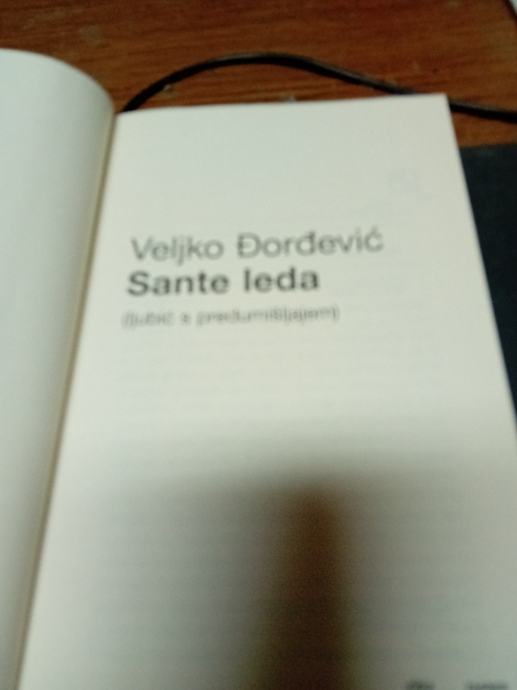 Veljko Đorđević
Sante leda
(ljubić s predumišljajem)